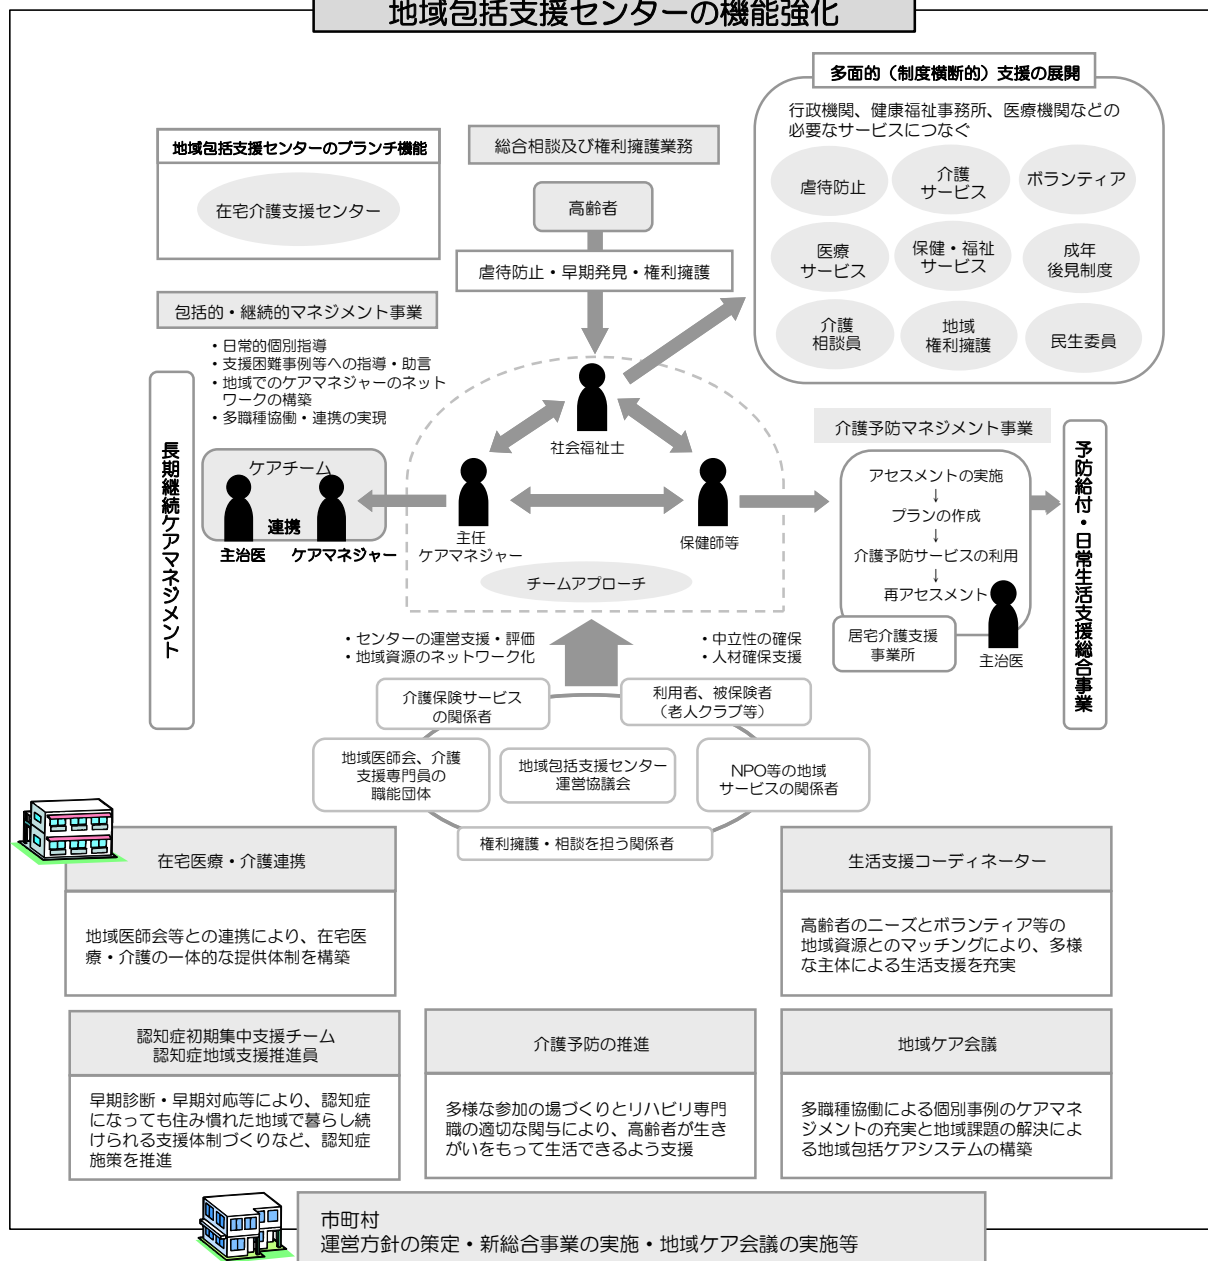 地域包括支援センターの機能強化
多面的（制度横断的）支援の展開
行政機関、健康福祉事務所、医療機関などの
必要なサービスにつなぐ
虐待防止
介護
サービス
ボランティア
医療
サービス
保健・福祉
サービス
成年
後見制度
介護
相談員
地域
権利擁護
民生委員
地域包括支援センターのブランチ機能
在宅介護支援センター
総合相談及び権利擁護業務
高齢者
虐待防止・早期発見・権利擁護
包括的・継続的マネジメント事業
・日常的個別指導
・支援困難事例等への指導・助言
・地域でのケアマネジャーのネット
ワークの構築
・多職種協働・連携の実現
長期継続ケアマネジメント
ケアチーム
連携
主治医
ケアマネジャー
社会福祉士
主任
ケアマネジャー
保健師等
チームアプローチ
介護予防マネジメント事業
アセスメントの実施
↓
プランの作成
↓
介護予防サービスの利用
↓
再アセスメント
居宅介護支援
事業所
主治医
予防給付・日常生活支援総合事業
・センターの運営支援・評価
・地域資源のネットワーク化
・中立性の確保
・人材確保支援
介護保険サービス
の関係者
利用者、被保険者
（老人クラブ等）
地域医師会、介護
支援専門員の
職能団体
地域包括支援センター
運営協議会
NPO等の地域
サービスの関係者
権利擁護・相談を担う関係者
在宅医療・介護連携
地域医師会等との連携により、在宅医
療・介護の一体的な提供体制を構築
生活支援コーディネーター
高齢者のニーズとボランティア等の
地域資源とのマッチングにより、多様
な主体による生活支援を充実
認知症初期集中支援チーム
認知症地域支援推進員
早期診断・早期対応等により、認知症
になっても住み慣れた地域で暮らし続
けられる支援体制づくりなど、認知症
施策を推進
介護予防の推進
多様な参加の場づくりとリハビリ専門
職の適切な関与により、高齢者が生き
がいをもって生活できるよう支援
地域ケア会議
多職種協働による個別事例のケアマネ
ジメントの充実と地域課題の解決によ
る地域包括ケアシステムの構築
市町村
運営方針の策定・新総合事業の実施・地域ケア会議の実施等